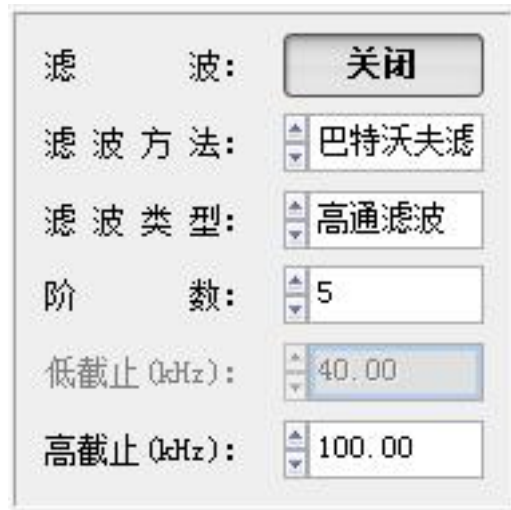 滤 波: 关闭
滤波方法: 巴特沃夫滤
滤波类型: 高通滤波
阶 数: 5
低截止(kHz): 40.00
高截止(kHz): 100.00